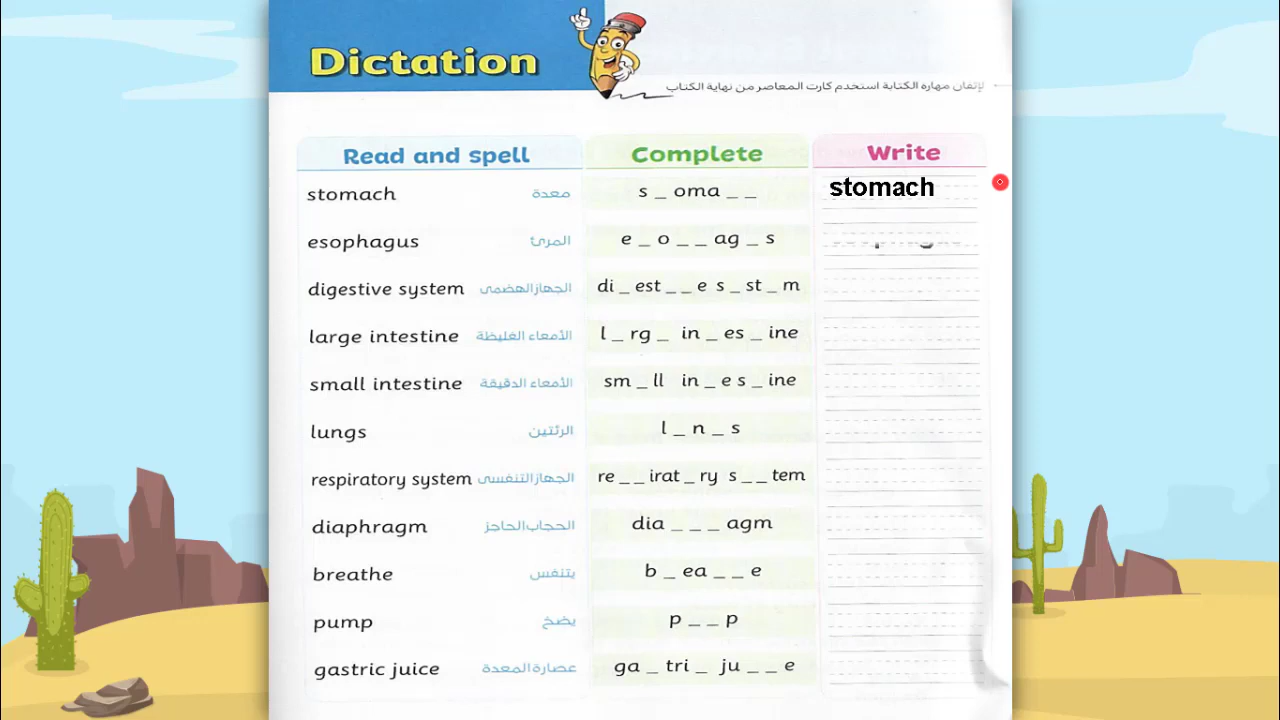 Dictation
لإتقان مهارة الكتابة استخدم كارت المعاصر من نهاية الكتاب
Read and spell Complete Write
stomach معدة s _ oma _ _ stomach
esophagus المرئ e _ o _ _ ag _ s
digestive system الجهاز الهضمى di _ est _ _ e s _ st _ m
large intestine الأمعاء الغليظة l _ rg _ in _ es _ ine
small intestine الأمعاء الدقيقة sm _ ll in _ e s _ ine
lungs الرئتين l _ n _ s
respiratory system الجهاز التنفسى re _ _ irat _ ry s _ _ tem
diaphragm الحجاب الحاجز dia _ _ _ agm
breathe يتنفس b _ ea _ _ e
pump يضخ p _ _ p
gastric juice عصارة المعدة ga _ tri _ ju _ _ e